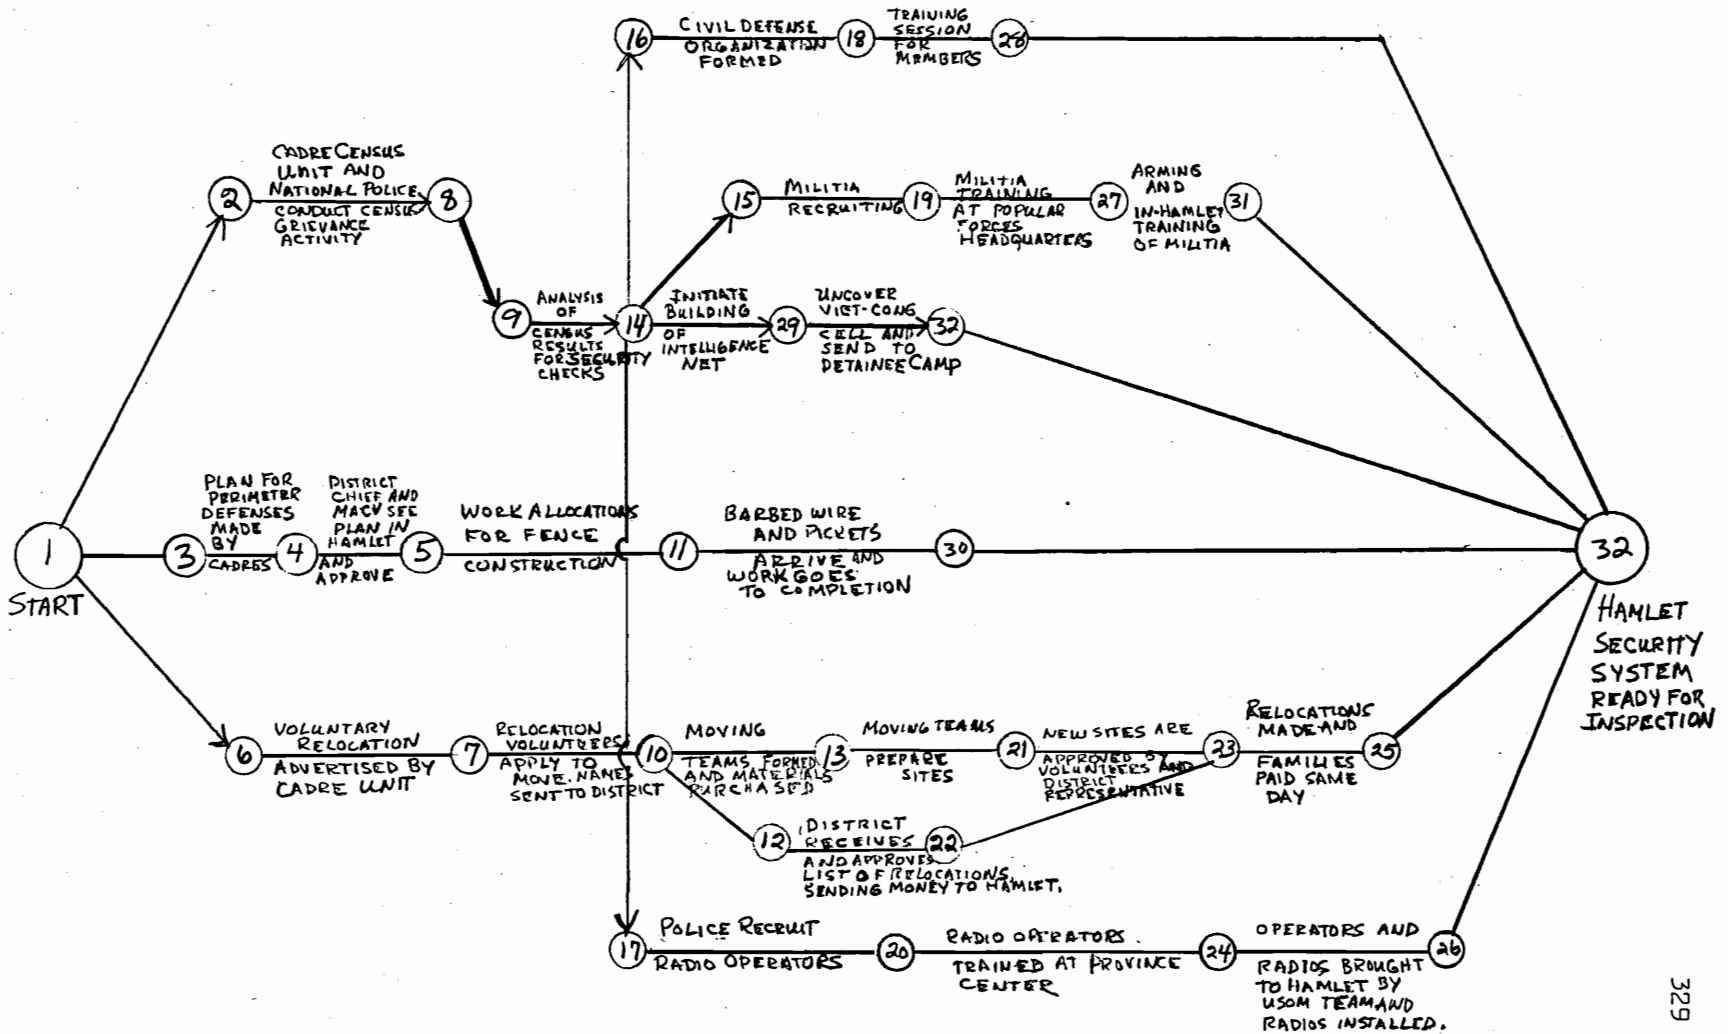 16
CIVIL DEFENSE
ORGANIZATION
FORMED
18
TRAINING
SESSION
FOR
MEMBERS
28
2
CADRE CENSUS
UNIT AND
NATIONAL POLICE
CONDUCT CENSUS
GRIEVANCE
ACTIVITY
8
15
MILITIA
RECRUITING
19
MILITIA
TRAINING
AT POPULAR
FORCES
HEADQUARTERS
27
ARMING
AND
IN-HAMLET
TRAINING
OF MILITIA
31
9
ANALYSIS
OF
CENSUS
RESULTS
FOR SECURITY
CHECKS
14
INITIATE
BUILDING
OF
INTELLIGENCE
NET
29
UNCOVER
VIET-CONG
CELL AND
SEND TO
DETAINEE CAMP
32
1
START
3
PLAN FOR
PERIMETER
DEFENSES
MADE
BY
CADRES
4
DISTRICT
CHIEF AND
MACV SEE
PLAN IN
HAMLET
AND
APPROVE
5
WORK ALLOCATIONS
FOR FENCE
CONSTRUCTION
11
BARBED WIRE
AND PICKETS
ARRIVE AND
WORK GOES
TO COMPLETION
30
32
HAMLET
SECURITY
SYSTEM
READY FOR
INSPECTION
6
VOLUNTARY
RELOCATION
ADVERTISED BY
CADRE UNIT
7
RELOCATION
VOLUNTEERS
APPLY TO
MOVE. NAMES
SENT TO DISTRICT
10
MOVING
TEAMS FORMED
AND MATERIALS
PURCHASED
13
MOVING TEAMS
PREPARE
SITES
21
NEW SITES ARE
APPROVED BY
VOLUNTEERS AND
DISTRICT
REPRESENTATIVE
23
RELOCATIONS
MADE AND
FAMILIES
PAID SAME
DAY
25
12
DISTRICT
RECEIVES
AND APPROVES
LIST OF RELOCATIONS,
SENDING MONEY TO HAMLET.
22
17
POLICE RECRUIT
RADIO OPERATORS
20
RADIO OPERATORS
TRAINED AT PROVINCE
CENTER
24
OPERATORS AND
RADIOS BROUGHT
TO HAMLET BY
USOM TEAM AND
RADIOS INSTALLED.
26
329